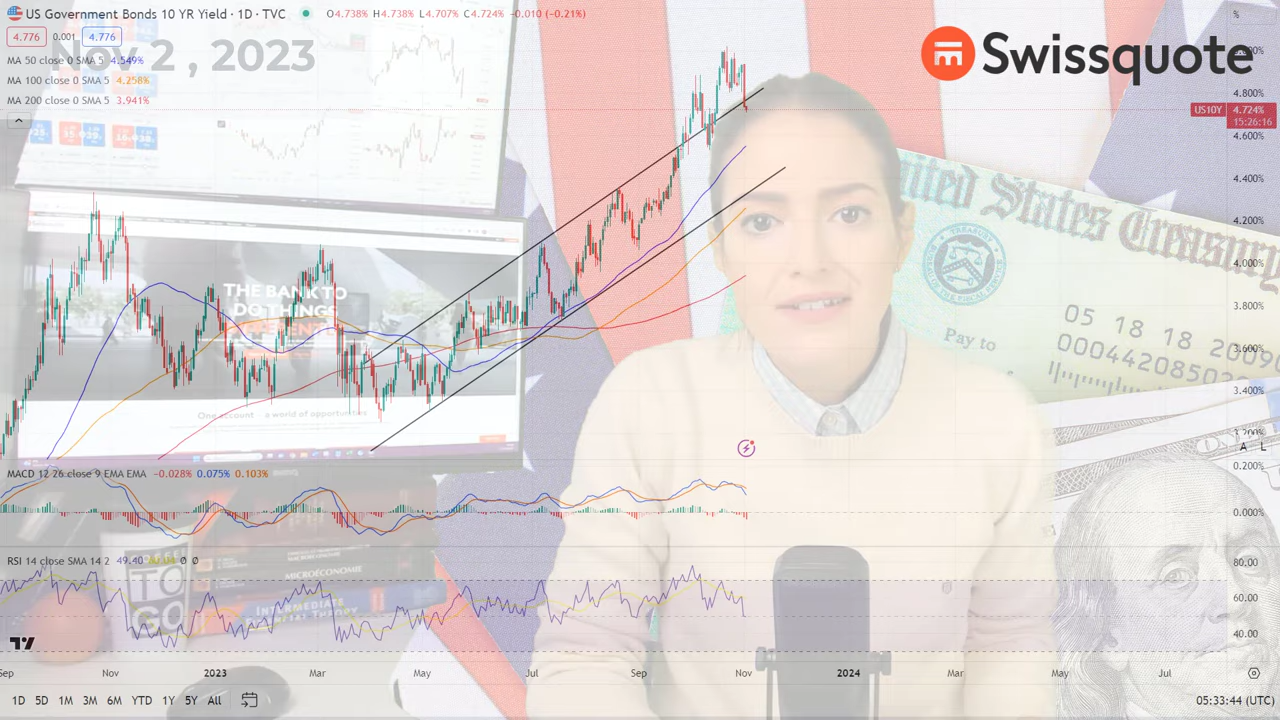 US Government Bonds 10 YR Yield · 1D · TVC O4.738% H4.738% L4.707% C4.724% -0.010 (-0.21%)
%
4.776 0.001 4.776
Nov 2 , 2023
Swissquote
MA 50 close 0 SMA 5 4.549%
MA 100 close 0 SMA 5 4.258%
MA 200 close 0 SMA 5 3.941%
4.800%
US10Y 4.724%
15:26:16
4.600%
4.400%
4.200%
4.000%
3.800%
3.600%
3.400%
United States Treasury
Pay to
05 18 18
THE BANK TO
DO THINGS
One account - a world of opportunities
A L
MACD 12 26 close 9 EMA EMA -0.028% 0.075% 0.103%
0.200%
0.000%
RSI 14 close SMA 14 2 49.40 Ø Ø
80.00
60.00
40.00
COFFEE
TO
GO
MICROÉCONOMIE
INTERMEDIATE
THEORY
Sep Nov 2023 Mar May Jul Sep Nov 2024 Mar May Jul
1D 5D 1M 3M 6M YTD 1Y 5Y All
05:33:44 (UTC)